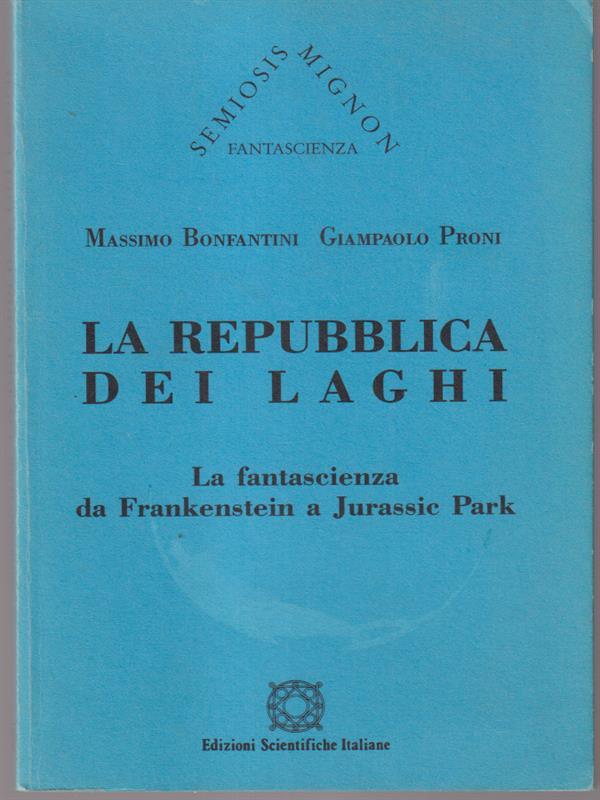 SEMIOSIS MIGNON
FANTASCIENZA
MASSIMO BONFANTINI GIAMPAOLO PRONI
LA REPUBBLICA
DEI LAGHI
La fantascienza
da Frankenstein a Jurassic Park
Edizioni Scientifiche Italiane